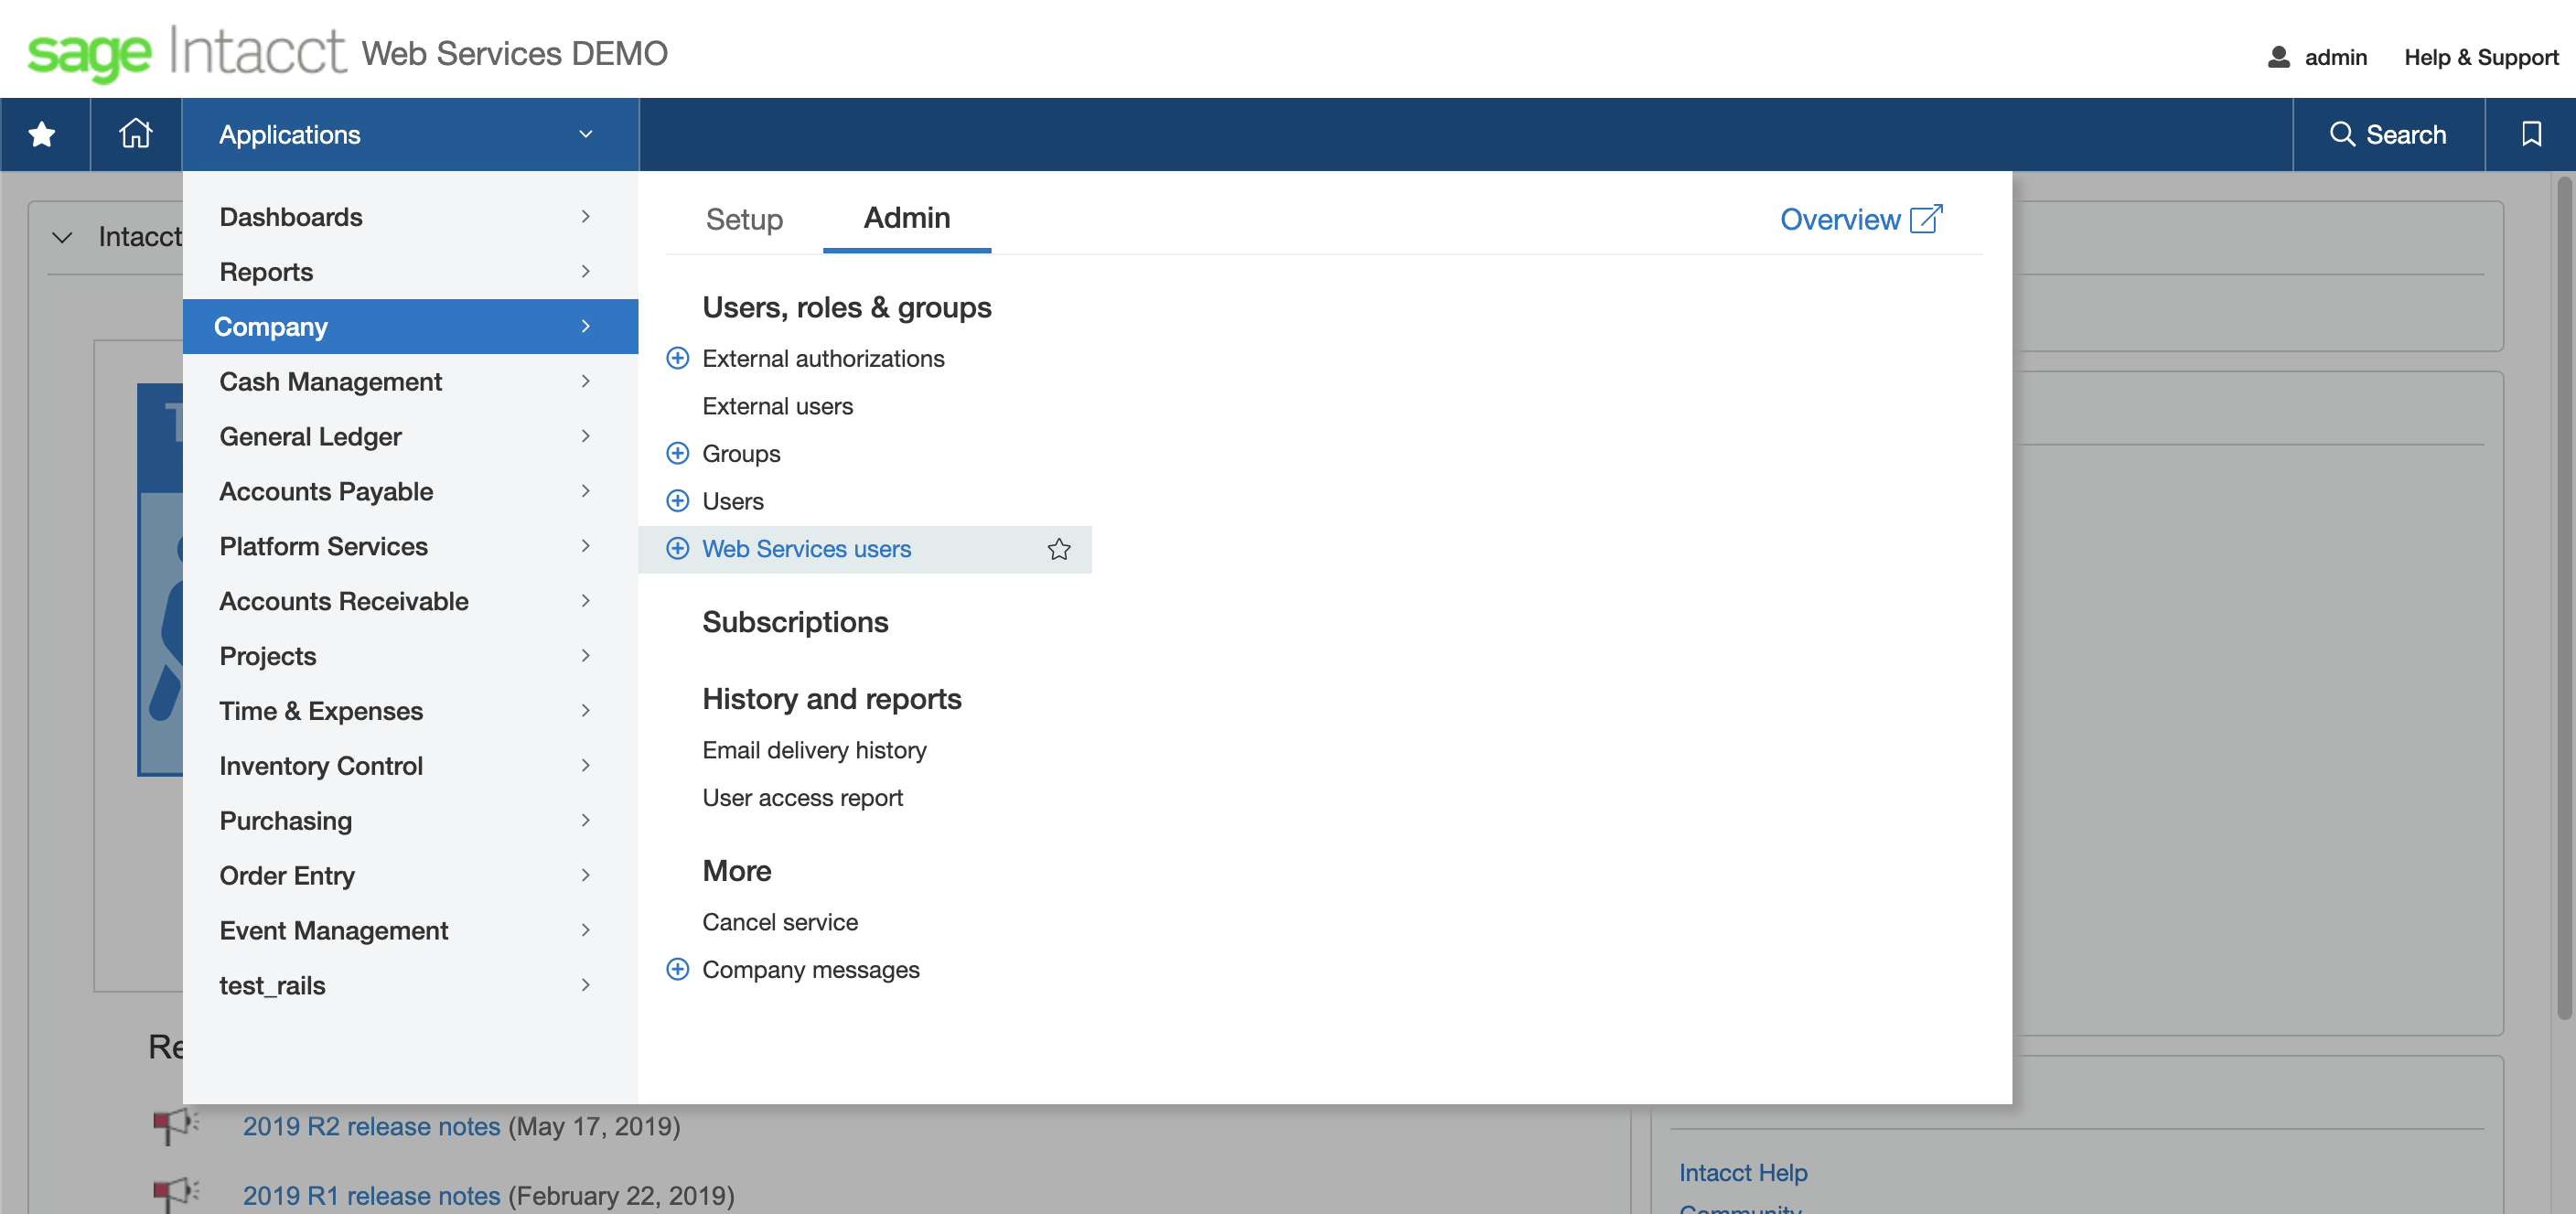 sage Intacct Web Services DEMO
admin Help & Support
Applications Search
Intacct
Dashboards
Reports
Company
Cash Management
General Ledger
Accounts Payable
Platform Services
Accounts Receivable
Projects
Time & Expenses
Inventory Control
Purchasing
Order Entry
Event Management
test_rails
Setup Admin Overview
Users, roles & groups
External authorizations
External users
Groups
Users
Web Services users
Subscriptions
History and reports
Email delivery history
User access report
More
Cancel service
Company messages
2019 R2 release notes (May 17, 2019)
2019 R1 release notes (February 22, 2019)
Intacct Help
Community